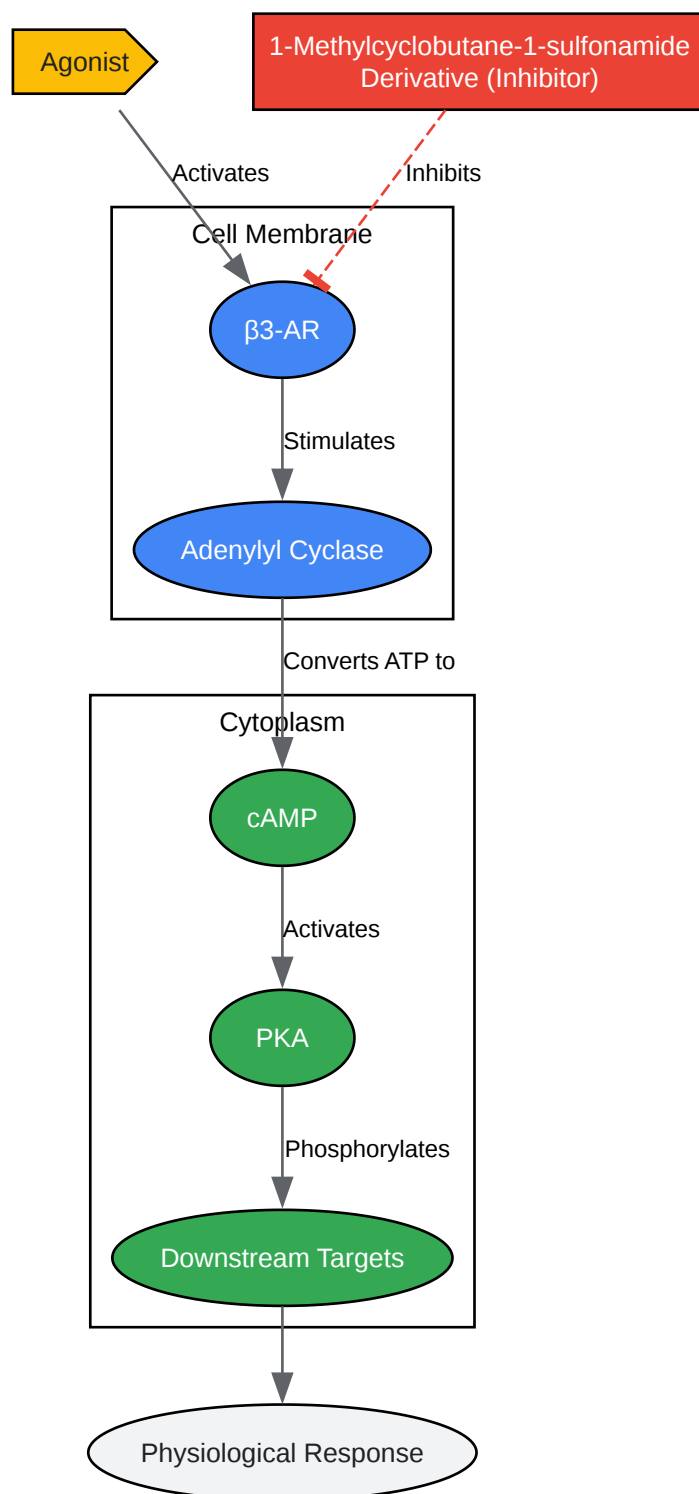 Agonist
1-Methylcyclobutane-1-sulfonamide
Derivative (Inhibitor)
Activates
Inhibits
Cell Membrane
β3-AR
Stimulates
Adenylyl Cyclase
Converts ATP to
Cytoplasm
cAMP
Activates
PKA
Phosphorylates
Downstream Targets
Physiological Response